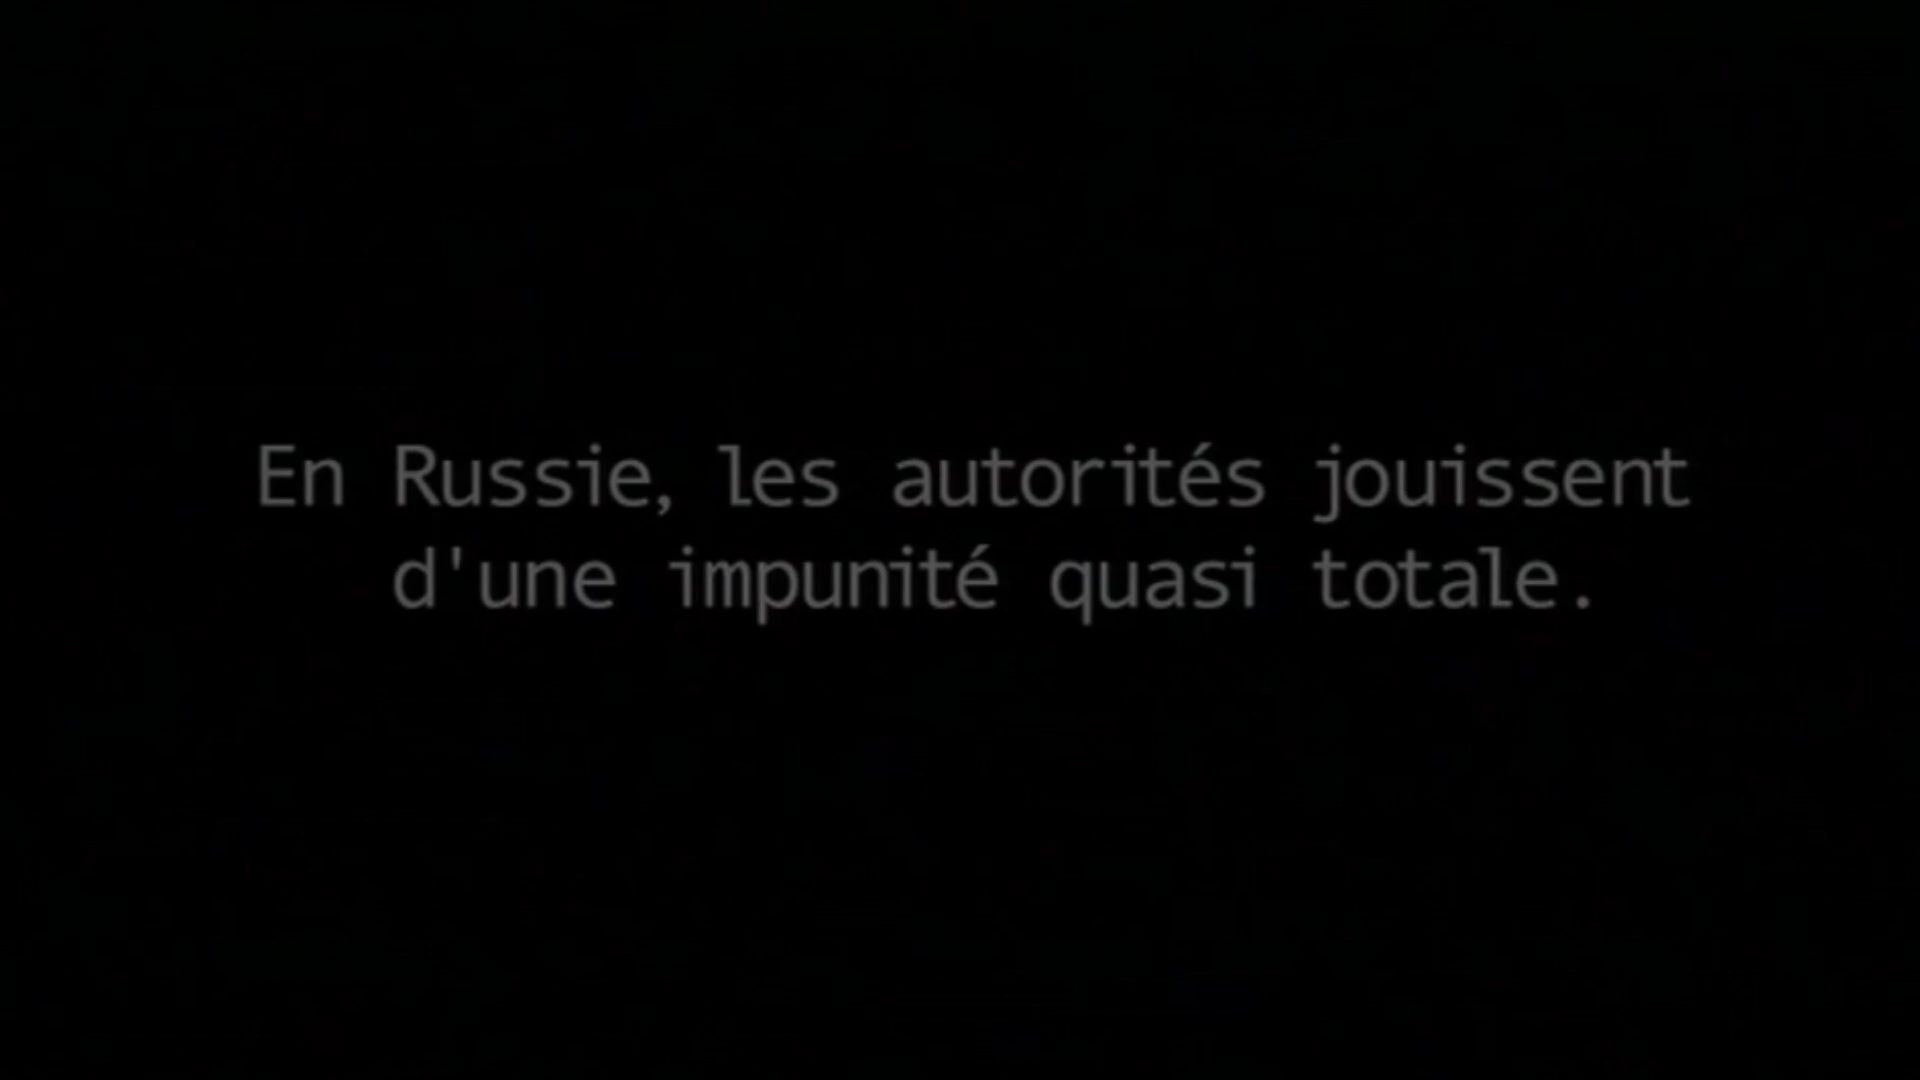 En Russie, les autorités jouissent
d'une impunité quasi totale.